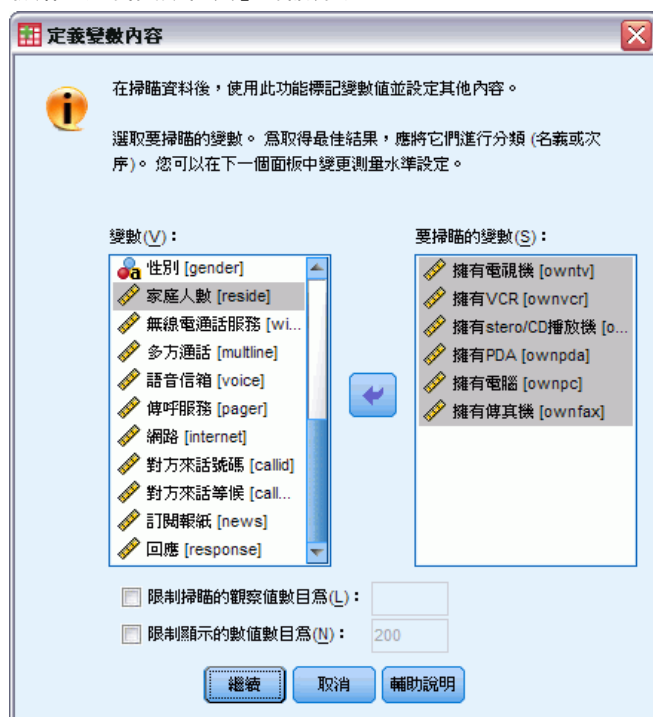 定義變數內容
在掃瞄資料後，使用此功能標記變數值並設定其他內容。
選取要掃瞄的變數。 為取得最佳結果，應將它們進行分類 (名義或次
序)。 您可以在下一個面板中變更測量水準設定。
變數(V)：
要掃瞄的變數(S)：
性別 [gender]
家庭人數 [reside]
無線電通話服務 [wi...
多方通話 [multline]
語音信箱 [voice]
傳呼服務 [pager]
網路 [internet]
對方來話號碼 [callid]
對方來話等候 [call...
訂閱報紙 [news]
回應 [response]
擁有電視機 [owntv]
擁有VCR [ownvcr]
擁有stero/CD播放機 [o...
擁有PDA [ownpda]
擁有電腦 [ownpc]
擁有傳真機 [ownfax]
限制掃瞄的觀察值數目為(L)：
限制顯示的數值數目為(N)： 200
繼續 取消 輔助說明